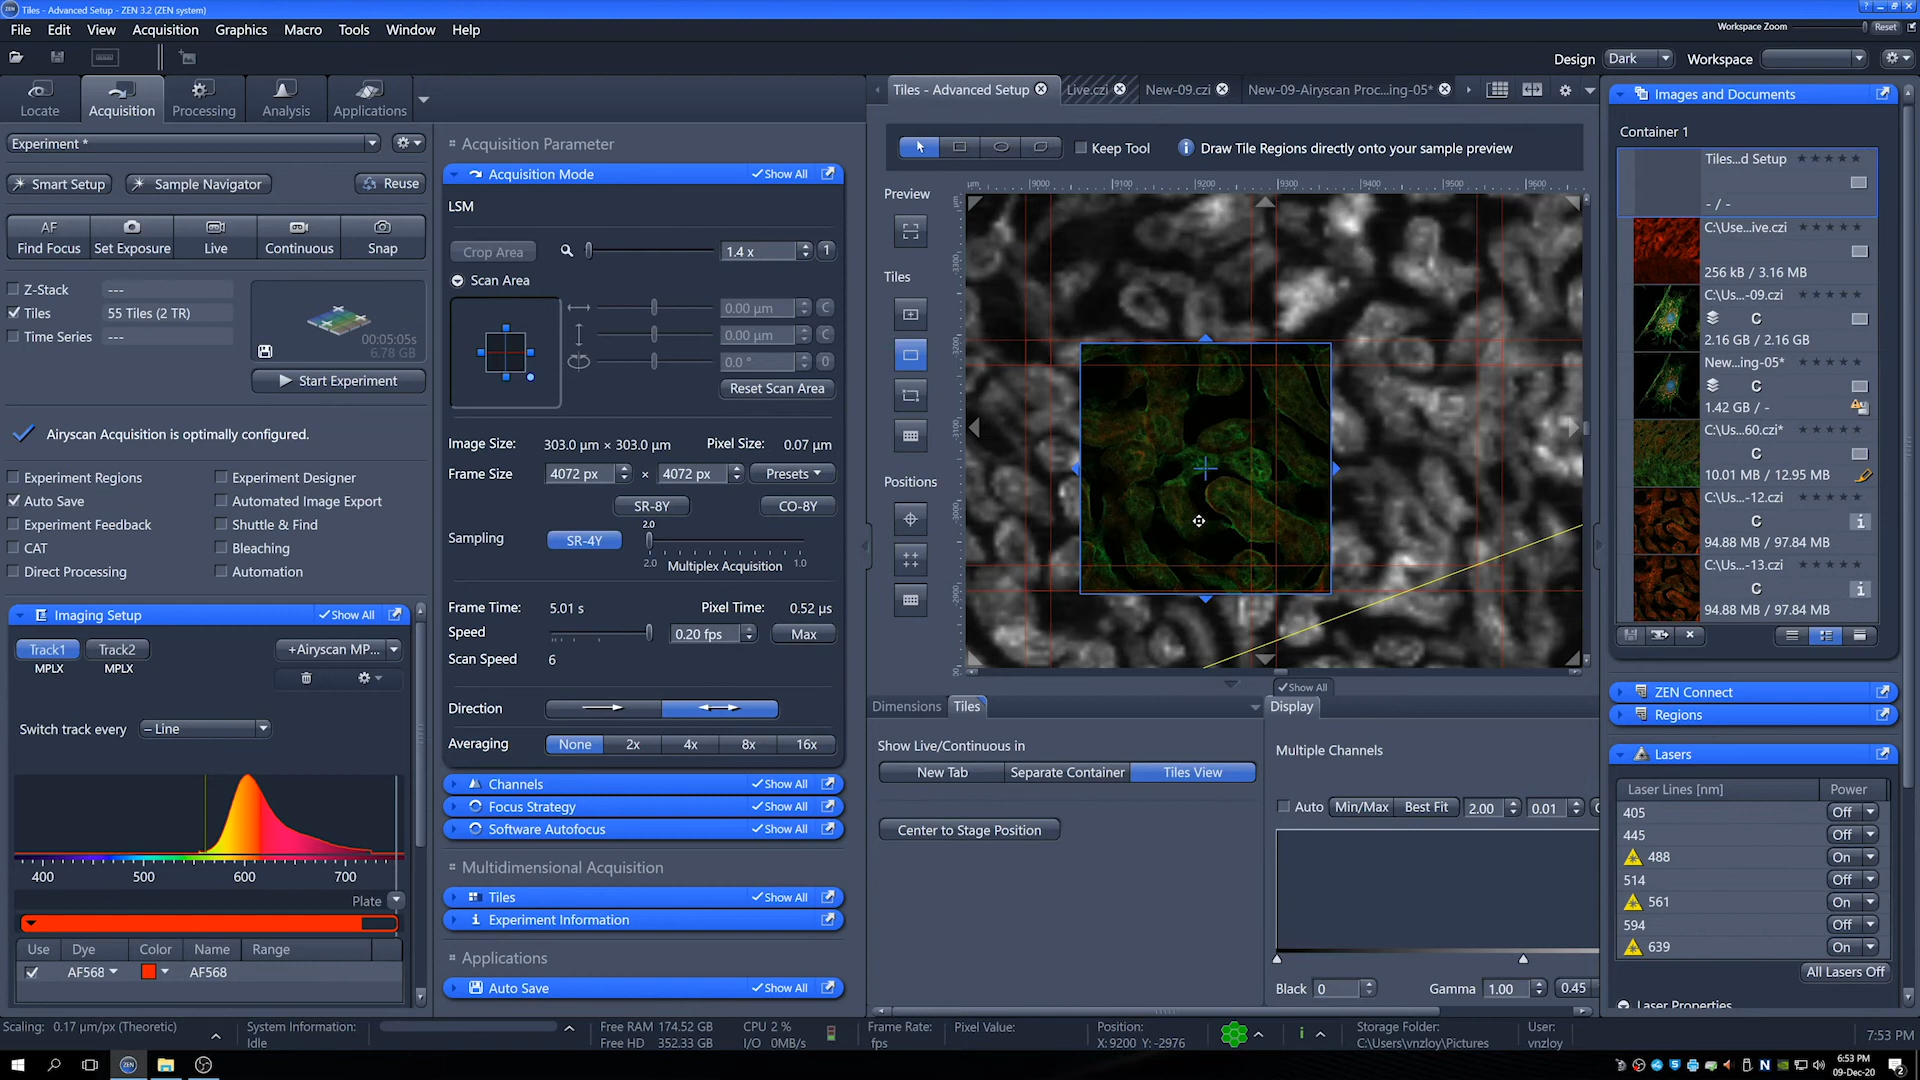 Tiles - Advanced Setup - ZEN 3.2 (ZEN system)
File Edit View Acquisition Graphics Macro Tools Window Help
Workspace Zoom Reset
Design Dark Workspace
Locate Acquisition Processing Analysis Applications
Experiment *
Smart Setup Sample Navigator Reuse
AF
Find Focus Set Exposure Live Continuous Snap
Z-Stack ---
Tiles 55 Tiles (2 TR)
Time Series ---
00:05:05s
6.78 GB
Start Experiment
Airyscan Acquisition is optimally configured.
Experiment Regions Experiment Designer
Auto Save Automated Image Export
Experiment Feedback Shuttle & Find
CAT Bleaching
Direct Processing Automation
Imaging Setup Show All
Track1 Track2 +Airyscan MP...
MPLX MPLX
Switch track every – Line
400 500 600 700
Plate
Use Dye Color Name Range
AF568 AF568
Acquisition Parameter
Acquisition Mode Show All
LSM
Crop Area 1.4 x 1
Scan Area
0.00 µm C
0.00 µm C
0.0 ° 0
Reset Scan Area
Image Size: 303.0 µm × 303.0 µm Pixel Size: 0.07 µm
Frame Size 4072 px × 4072 px Presets
SR-8Y CO-8Y
Sampling SR-4Y 2.0
2.0 Multiplex Acquisition 1.0
Frame Time: 5.01 s Pixel Time: 0.52 µs
Speed 0.20 fps Max
Scan Speed 6
Direction
Averaging None 2x 4x 8x 16x
Channels Show All
Focus Strategy Show All
Software Autofocus Show All
Multidimensional Acquisition
Tiles Show All
Experiment Information
Applications
Auto Save Show All
Tiles - Advanced Setup Live.czi New-09.czi New-09-Airyscan Proc...ing-05*
Keep Tool Draw Tile Regions directly onto your sample preview
Preview
Tiles
Positions
µm 9000 9100 9200 9300 9400 9500 9600
-3300
-3200
-3100
-3000
-2900
Show All
Dimensions Tiles
Show Live/Continuous in
New Tab Separate Container Tiles View
Center to Stage Position
Display
Multiple Channels
Auto Min/Max Best Fit 2.00 0.01
Black 0 Gamma 1.00 0.45
Images and Documents
Container 1
Tiles...d Setup
- / -
C:\Use...ive.czi
256 kB / 3.16 MB
C:\Us...-09.czi
C
2.16 GB / 2.16 GB
New...ing-05*
C
1.42 GB / -
C:\Us...60.czi*
C
10.01 MB / 12.95 MB
C:\Us...-12.czi
C
94.88 MB / 97.84 MB
C:\Us...-13.czi
C
94.88 MB / 97.84 MB
ZEN Connect
Regions
Lasers
Laser Lines [nm] Power
405 Off
445 Off
488 On
514 Off
561 On
594 Off
639 On
All Lasers Off
Laser Properties
Scaling: 0.17 µm/px (Theoretic)
System Information:
Idle
Free RAM 174.52 GB
Free HD 352.33 GB
CPU 2 %
I/O 0MB/s
Frame Rate:
fps
Pixel Value:
Position:
X: 9200 Y: -2976
Storage Folder:
C:\Users\vnzloy\Pictures
User:
vnzloy
7:53 PM
ZEN
6:53 PM
09-Dec-20
2